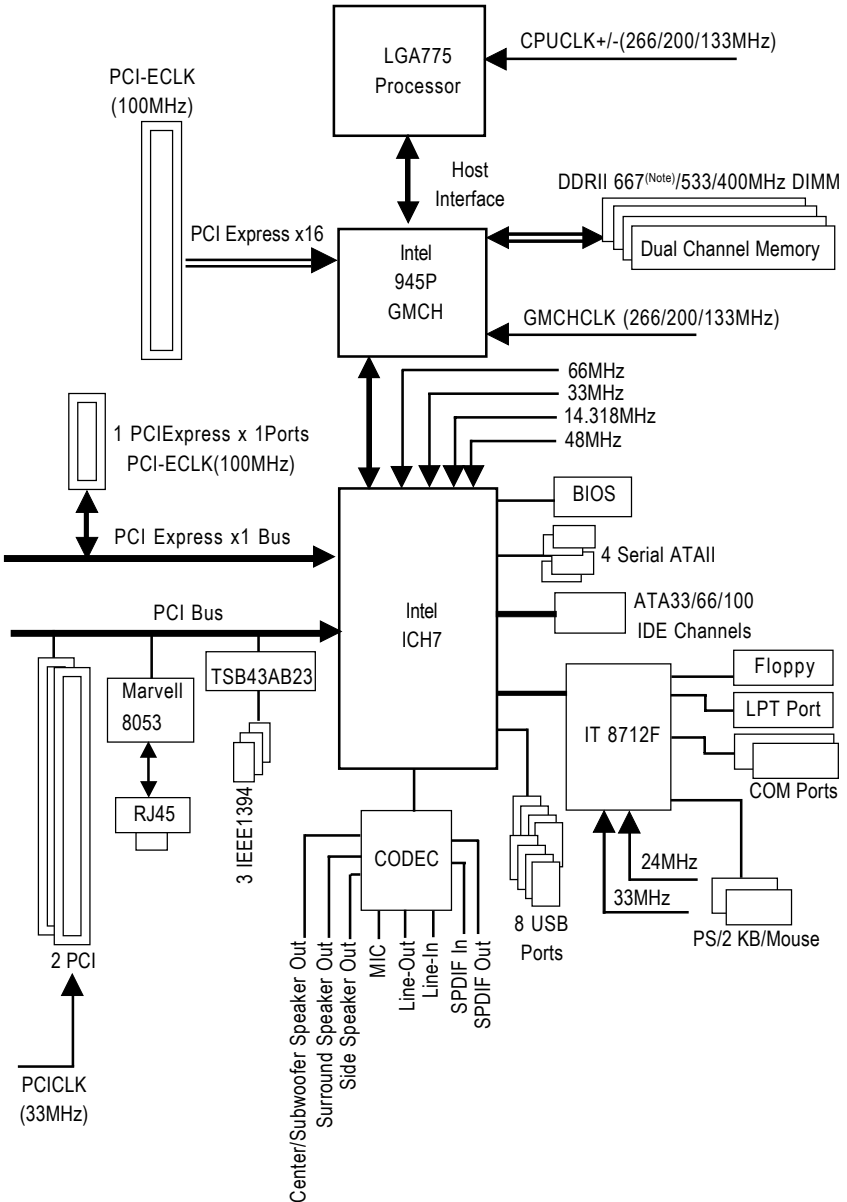 CPUCLK+/-(266/200/133MHz)
LGA775
Processor
PCI-ECLK
(100MHz)
Host
Interface
DDRII 667(Note)/533/400MHz DIMM
PCI Express x16
Intel
945P
GMCH
Dual Channel Memory
GMCHCLK (266/200/133MHz)
66MHz
33MHz
14.318MHz
48MHz
1 PCIExpress x 1Ports
PCI-ECLK(100MHz)
BIOS
PCI Express x1 Bus
4 Serial ATAII
PCI Bus
Intel
ICH7
ATA33/66/100
IDE Channels
TSB43AB23
Marvell
8053
IT 8712F
Floppy
LPT Port
COM Ports
RJ45
3 IEEE1394
CODEC
24MHz
33MHz
8 USB
Ports
PS/2 KB/Mouse
2 PCI
Center/Subwoofer Speaker Out
Surround Speaker Out
Side Speaker Out
MIC
Line-Out
Line-In
SPDIF In
SPDIF Out
PCICLK
(33MHz)